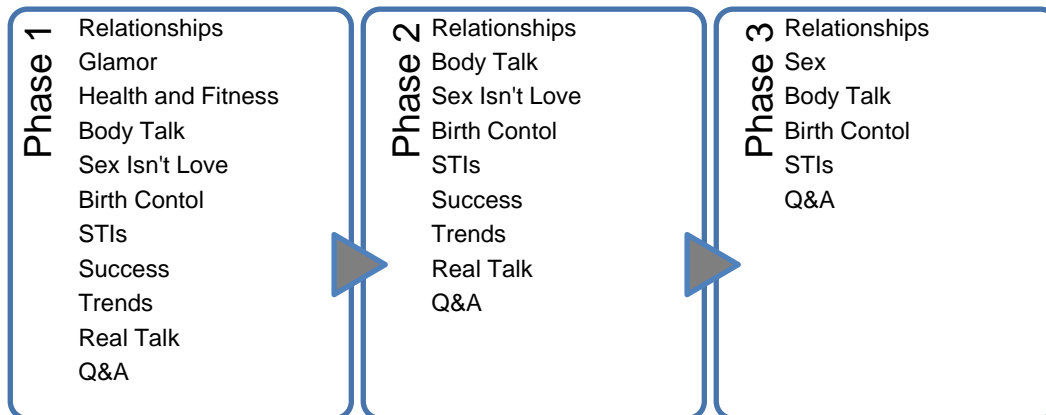 Phase 1
Relationships
Glamor
Health and Fitness
Body Talk
Sex Isn't Love
Birth Contol
STIs
Success
Trends
Real Talk
Q&A
Phase 2
Relationships
Body Talk
Sex Isn't Love
Birth Contol
STIs
Success
Trends
Real Talk
Q&A
Phase 3
Relationships
Sex
Body Talk
Birth Contol
STIs
Q&A